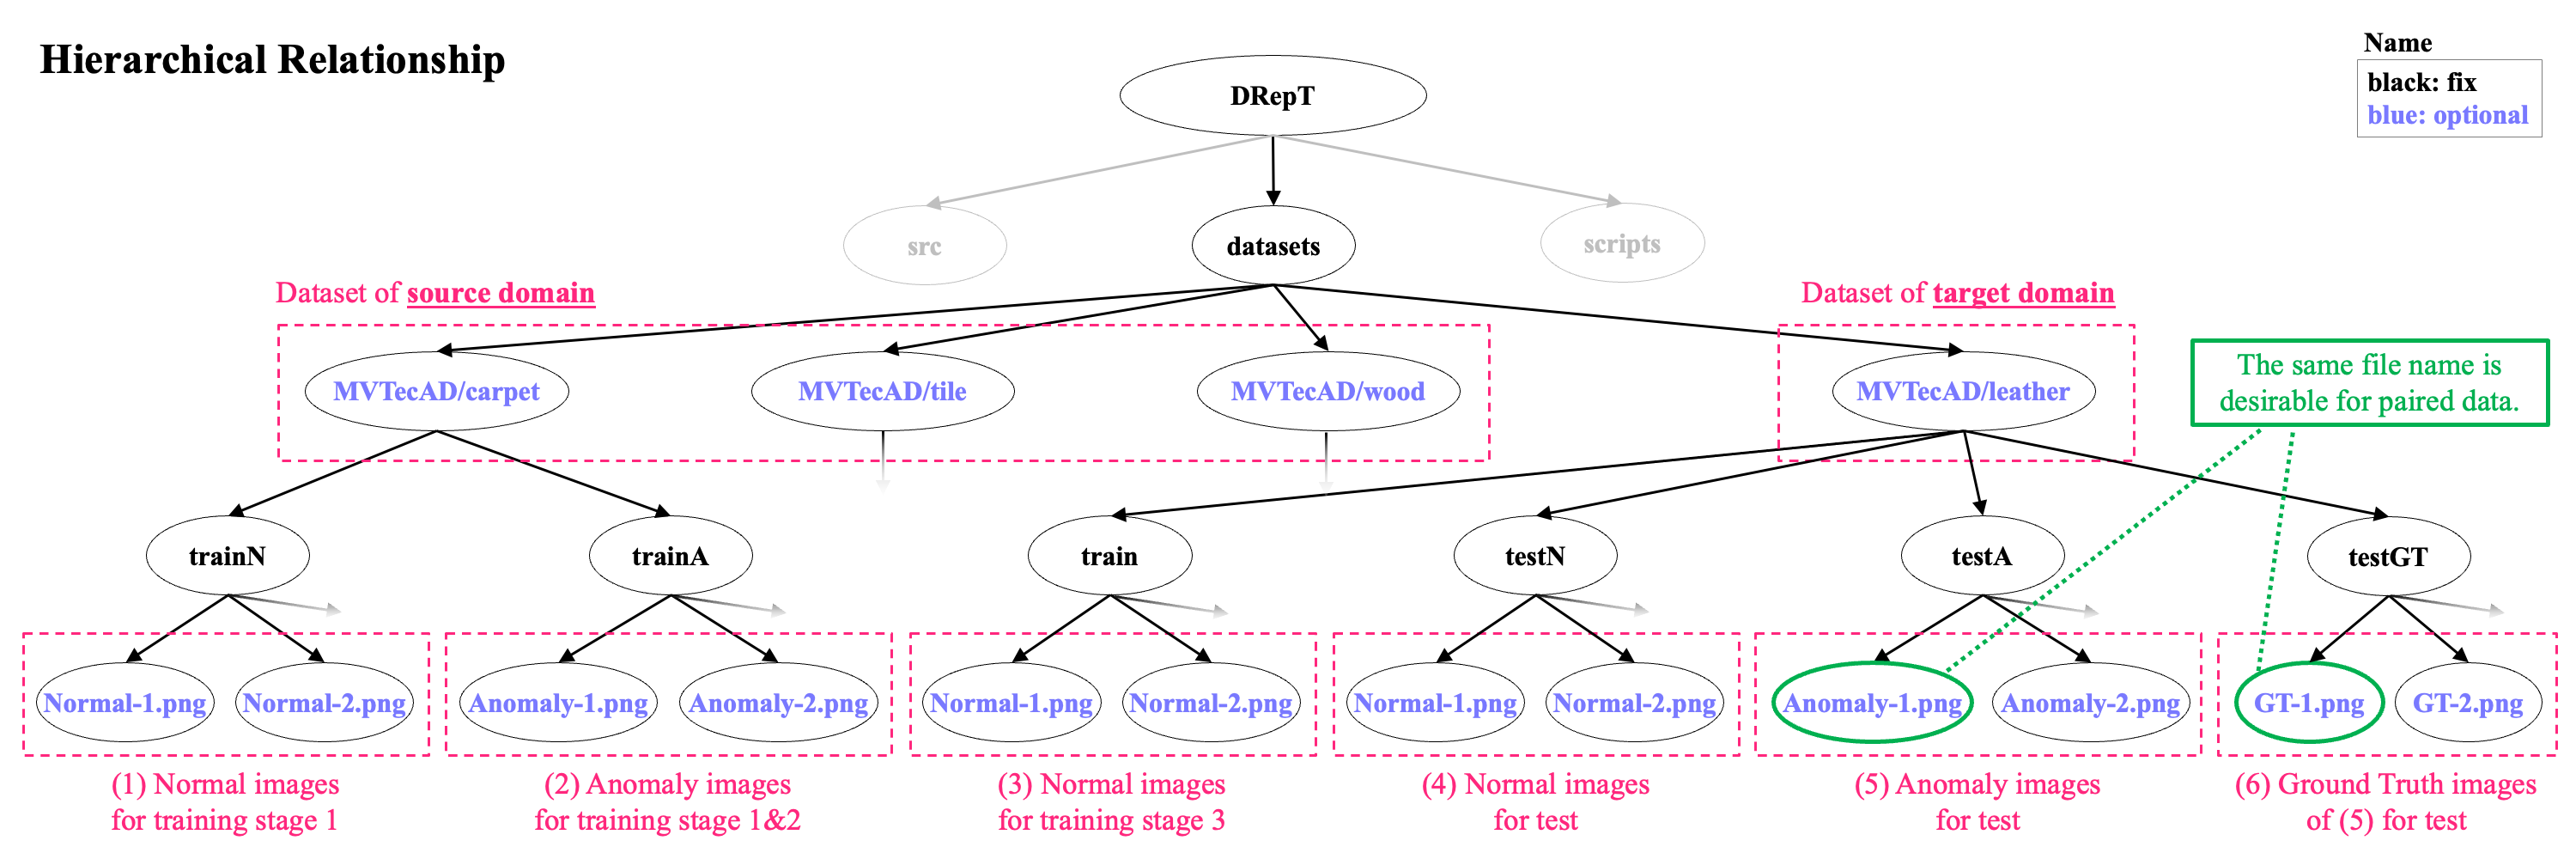 Hierarchical Relationship
Name
black: fix
blue: optional
DRepT
src
datasets
scripts
Dataset of source domain
Dataset of target domain
MVTecAD/carpet
MVTecAD/tile
MVTecAD/wood
MVTecAD/leather
The same file name is
desirable for paired data.
trainN
trainA
train
testN
testA
testGT
Normal-1.png
Normal-2.png
Anomaly-1.png
Anomaly-2.png
Normal-1.png
Normal-2.png
Normal-1.png
Normal-2.png
Anomaly-1.png
Anomaly-2.png
GT-1.png
GT-2.png
(1) Normal images
for training stage 1
(2) Anomaly images
for training stage 1&2
(3) Normal images
for training stage 3
(4) Normal images
for test
(5) Anomaly images
for test
(6) Ground Truth images
of (5) for test